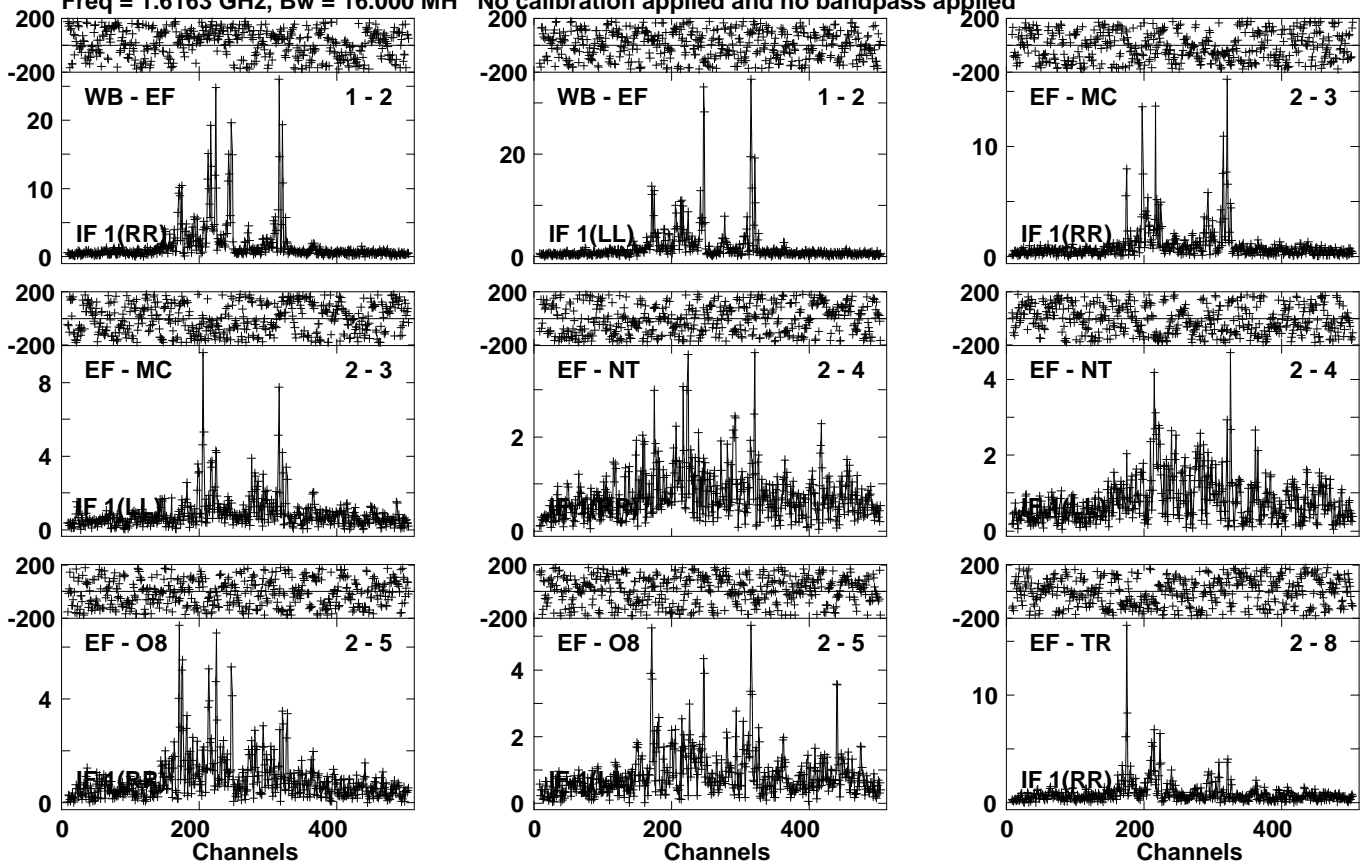 Freq = 1.6163 GHz, Bw = 16.000 MH No calibration applied and no bandpass applied
200
-200
WB - EF 1 - 2
20
10
0
IF 1(RR)
200
-200
WB - EF 1 - 2
20
0
IF 1(LL)
200
-200
EF - MC 2 - 3
10
0
IF 1(RR)
200
-200
EF - MC 2 - 3
8
4
0
IF 1(LL)
200
-200
EF - NT 2 - 4
2
0
IF 1(RR)
200
-200
EF - NT 2 - 4
4
2
0
200
-200
EF - O8 2 - 5
4
0
IF 1(RR)
0 200 400
Channels
200
-200
EF - O8 2 - 5
4
2
0
IF 1(LL)
0 200 400
Channels
200
-200
EF - TR 2 - 8
10
0
IF 1(RR)
0 200 400
Channels